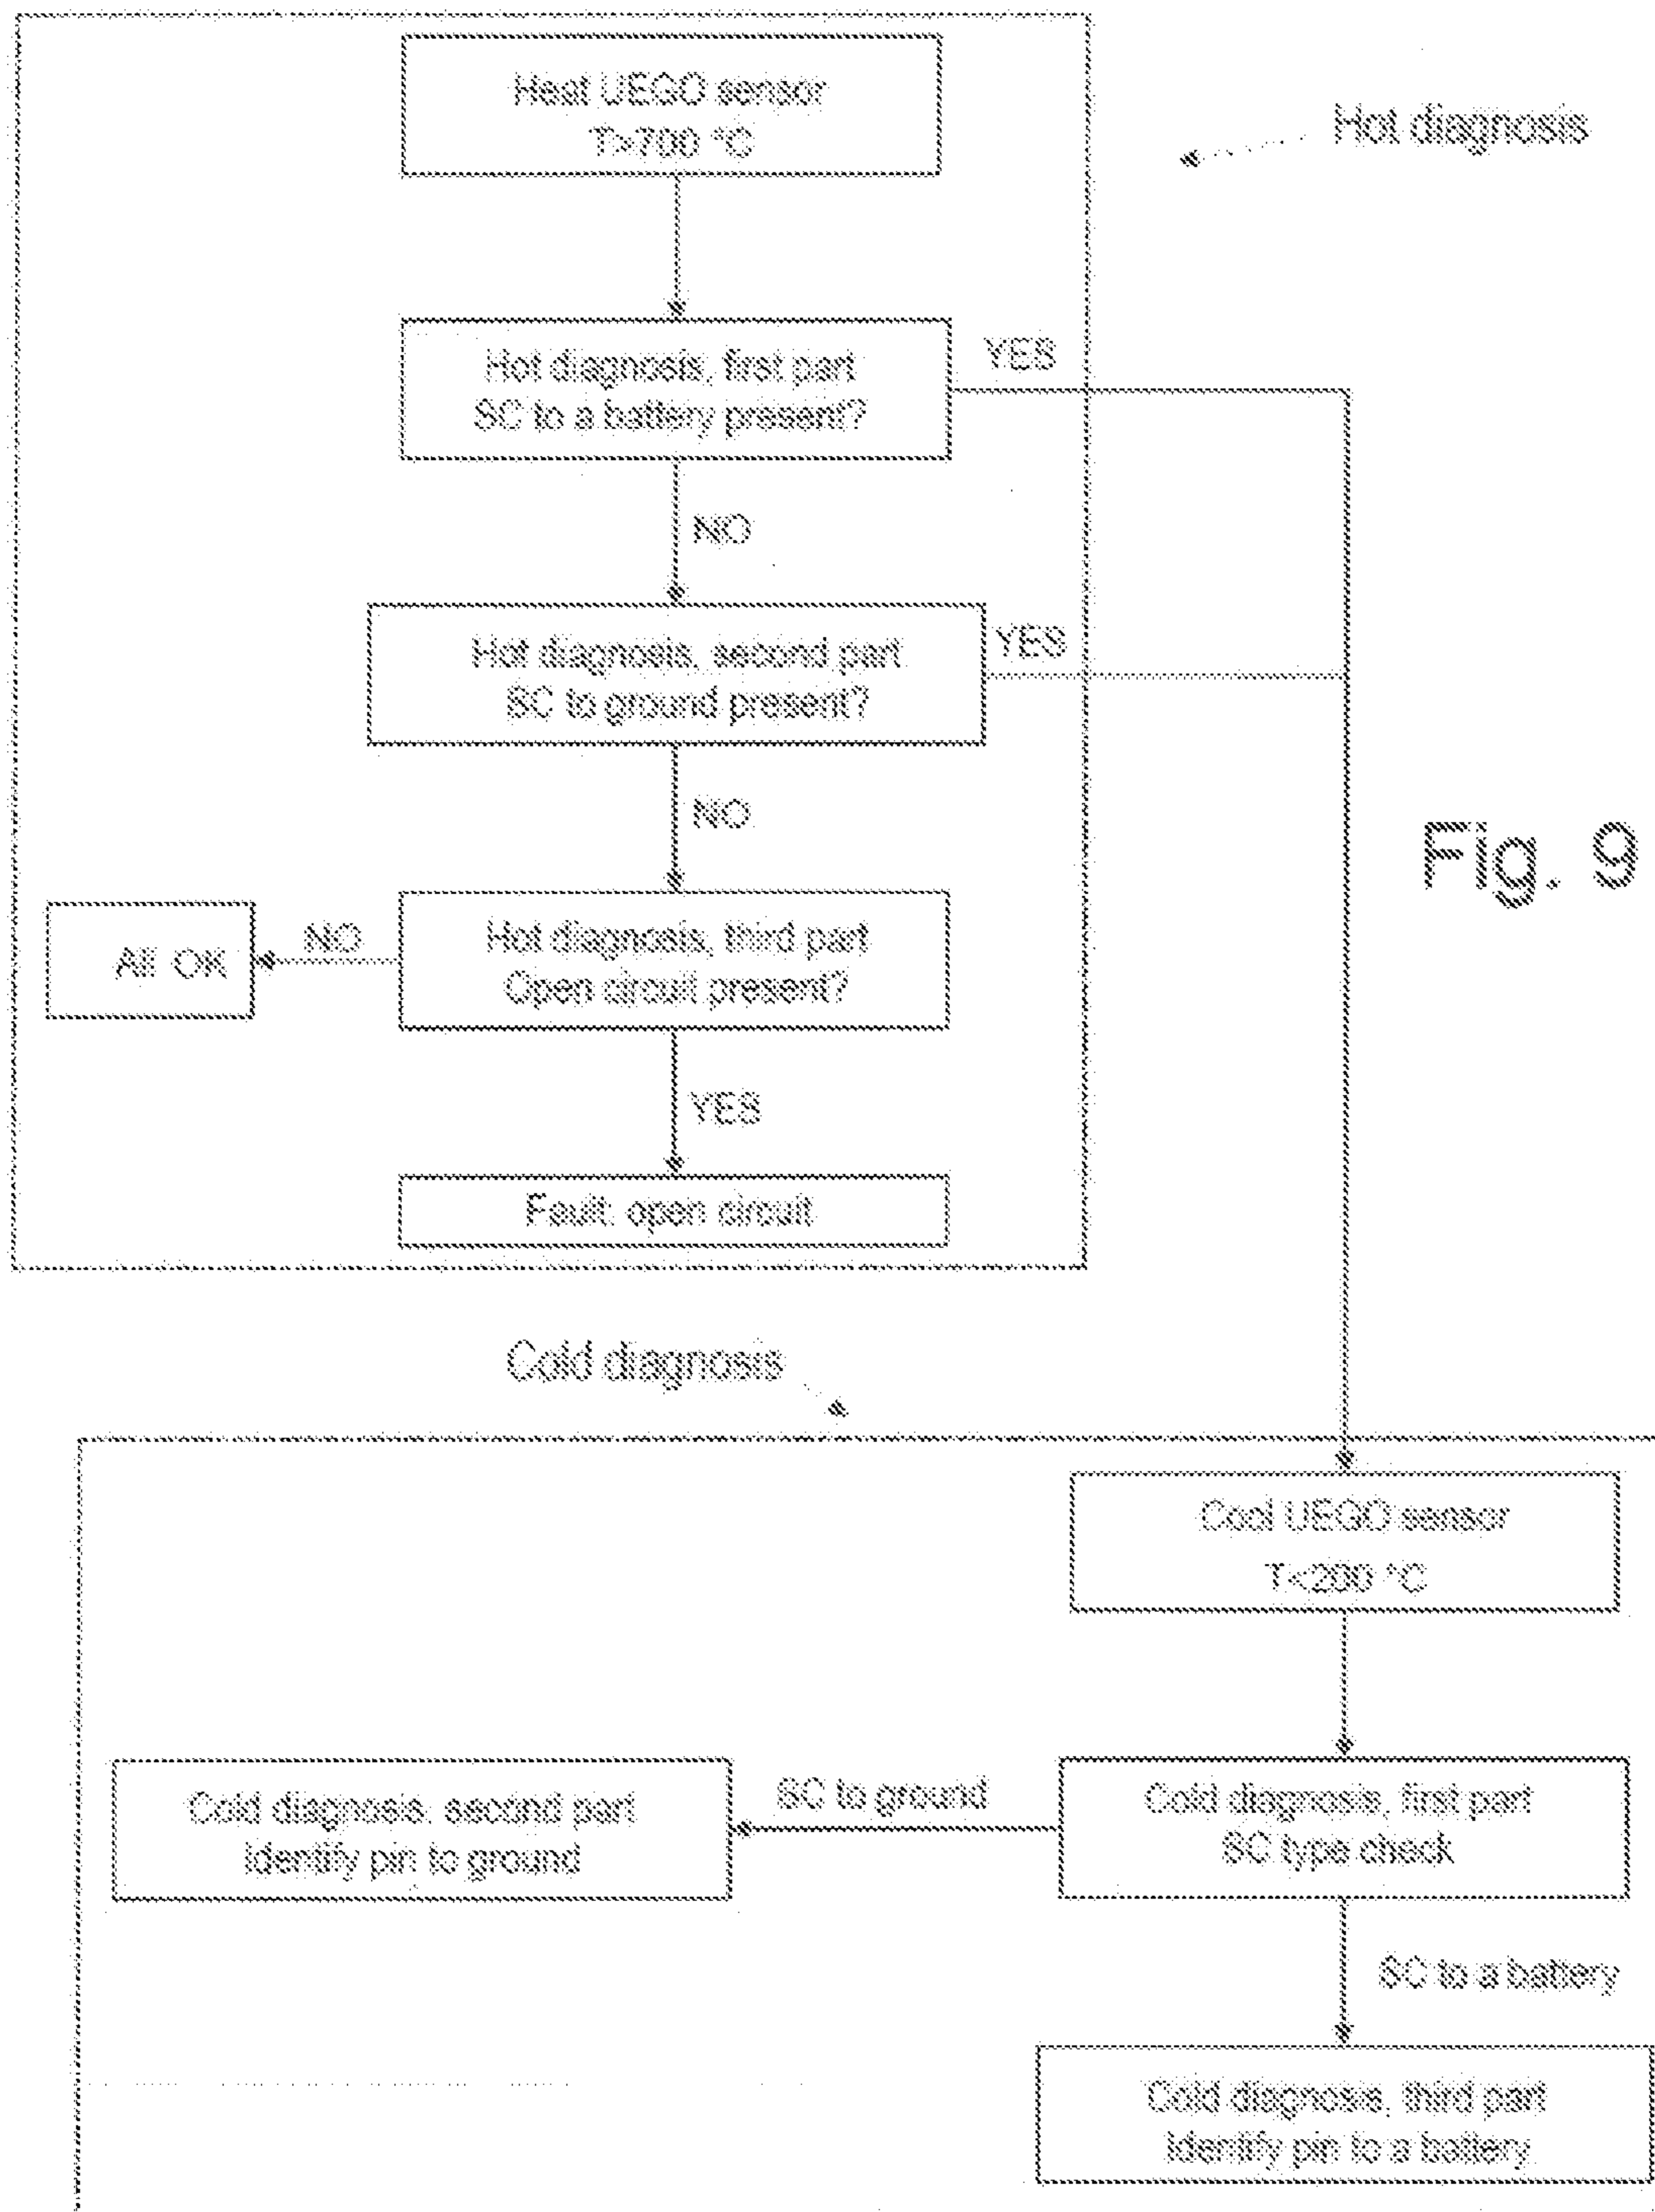 Heat UEGO sensor
T>700 °C
Hot diagnosis
Hot diagnosis, first part
SC to a battery present?
YES
NO
Hot diagnosis, second part
SC to ground present?
YES
NO
Fig. 9
Hot diagnosis, third part
Open circuit present?
NO
All OK
YES
Fault: open circuit
Cold diagnosis
Cool UEGO sensor
T<200 °C
Cold diagnosis, first part
SC type check
SC to ground
Cold diagnosis, second part
Identify pin to ground
SC to a battery
Cold diagnosis, third part
Identify pin to a battery